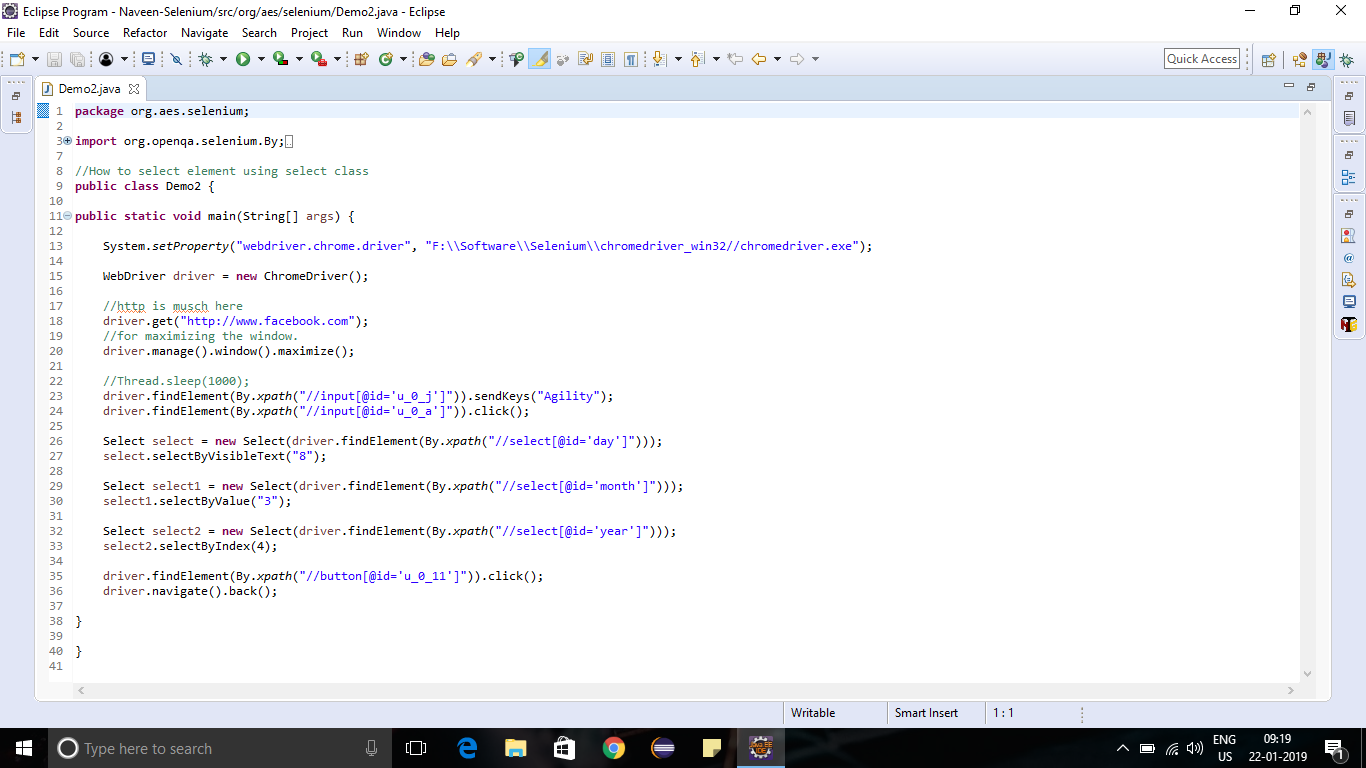 Eclipse Program - Naveen-Selenium/src/org/aes/selenium/Demo2.java - Eclipse
File Edit Source Refactor Navigate Search Project Run Window Help
Quick Access
Demo2.java
1 package org.aes.selenium;
2
3 import org.openqa.selenium.By;
7
8 //How to select element using select class
9 public class Demo2 {
10
11 public static void main(String[] args) {
12
13 System.setProperty("webdriver.chrome.driver", "F:\\Software\\Selenium\\chromedriver_win32//chromedriver.exe");
14
15 WebDriver driver = new ChromeDriver();
16
17 //http is musch here
18 driver.get("http://www.facebook.com");
19 //for maximizing the window.
20 driver.manage().window().maximize();
21
22 //Thread.sleep(1000);
23 driver.findElement(By.xpath("//input[@id='u_0_j']")).sendKeys("Agility");
24 driver.findElement(By.xpath("//input[@id='u_0_a']")).click();
25
26 Select select = new Select(driver.findElement(By.xpath("//select[@id='day']")));
27 select.selectByVisibleText("8");
28
29 Select select1 = new Select(driver.findElement(By.xpath("//select[@id='month']")));
30 select1.selectByValue("3");
31
32 Select select2 = new Select(driver.findElement(By.xpath("//select[@id='year']")));
33 select2.selectByIndex(4);
34
35 driver.findElement(By.xpath("//button[@id='u_0_11']")).click();
36 driver.navigate().back();
37
38 }
39
40 }
41
Writable Smart Insert 1 : 1
Type here to search
ENG
US
09:19
22-01-2019
1